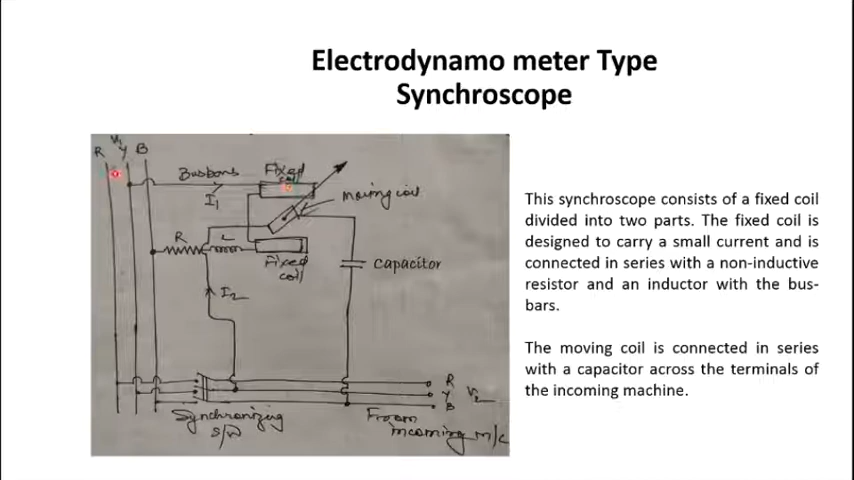 Electrodynamo meter Type
Synchroscope
V1
R Y B
Busbars
I1
Fixed
coil
moving coil
R L
Fixed
coil
Capacitor
I2
R
Y V2
B
Synchronizing
S/W
From
incoming M/C
This synchroscope consists of a fixed coil
divided into two parts. The fixed coil is
designed to carry a small current and is
connected in series with a non-inductive
resistor and an inductor with the bus-
bars.
The moving coil is connected in series
with a capacitor across the terminals of
the incoming machine.